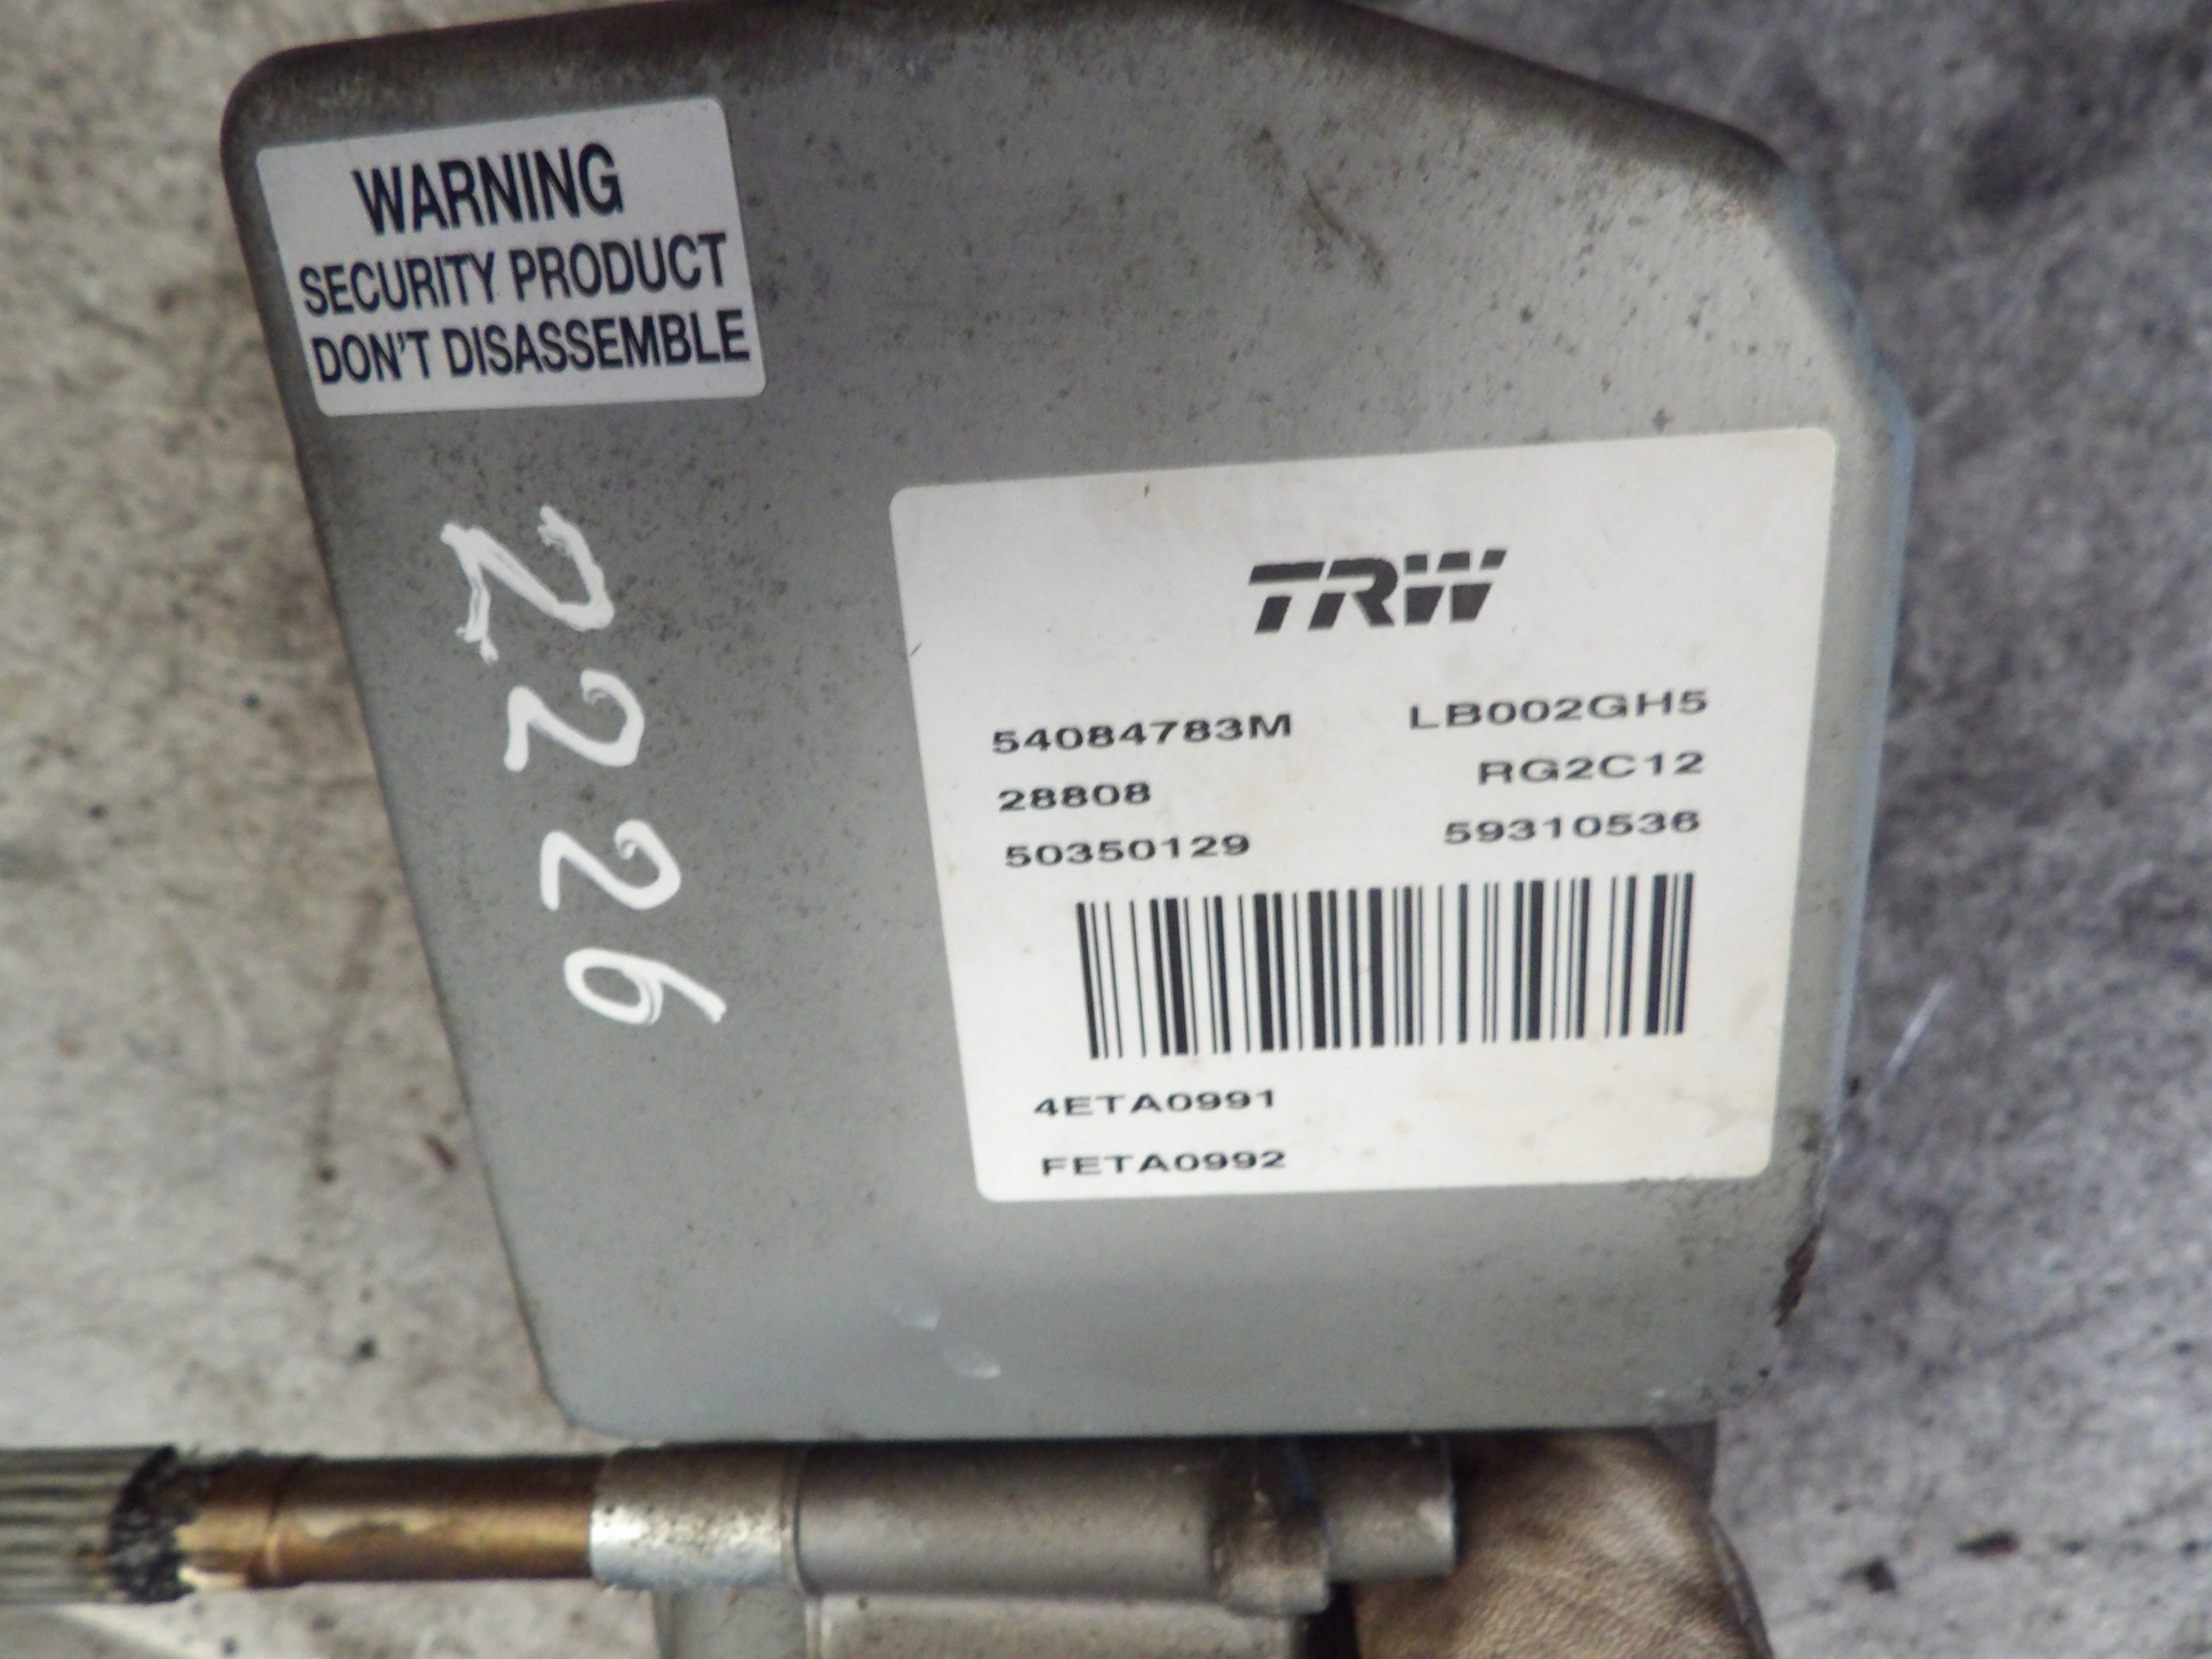 WARNING
SECURITY PRODUCT
DON'T DISASSEMBLE
2226
TRW
54084783M LB002GH5
28808 RG2C12
50350129 59310536
4ETA0991
FETA0992